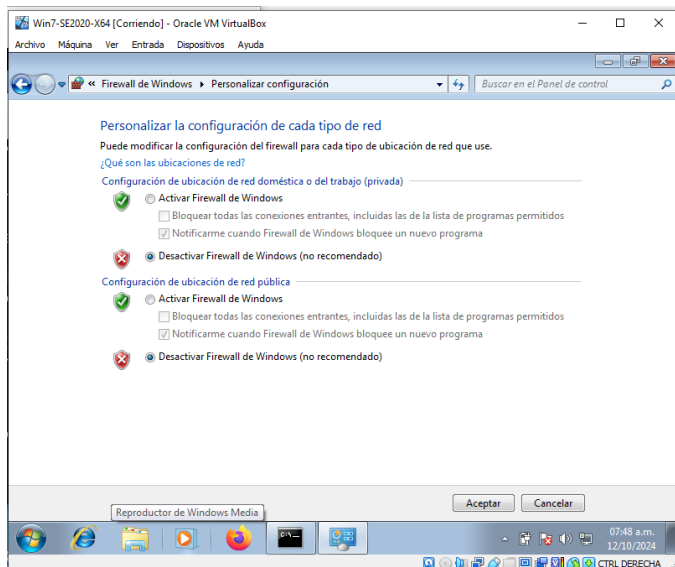 Win7-SE2020-X64 [Corriendo] - Oracle VM VirtualBox
Archivo Máquina Ver Entrada Dispositivos Ayuda
« Firewall de Windows Personalizar configuración Buscar en el Panel de control
Personalizar la configuración de cada tipo de red
Puede modificar la configuración del firewall para cada tipo de ubicación de red que use.
¿Qué son las ubicaciones de red?
Configuración de ubicación de red doméstica o del trabajo (privada)
Activar Firewall de Windows
Bloquear todas las conexiones entrantes, incluidas las de la lista de programas permitidos
Notificarme cuando Firewall de Windows bloquee un nuevo programa
Desactivar Firewall de Windows (no recomendado)
Configuración de ubicación de red pública
Activar Firewall de Windows
Bloquear todas las conexiones entrantes, incluidas las de la lista de programas permitidos
Notificarme cuando Firewall de Windows bloquee un nuevo programa
Desactivar Firewall de Windows (no recomendado)
Aceptar Cancelar
Reproductor de Windows Media
07:48 a.m.
12/10/2024
CTRL DERECHA